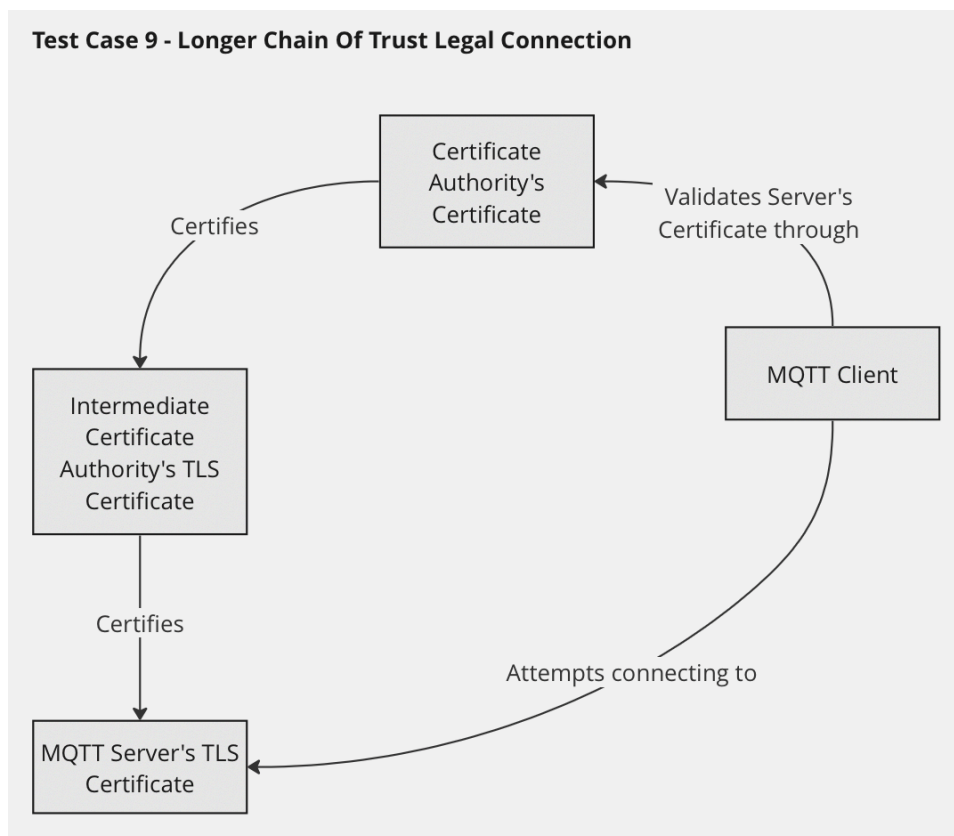 Test Case 9 - Longer Chain Of Trust Legal Connection
Certificate
Authority's
Certificate
Validates Server's
Certificate through
Certifies
MQTT Client
Intermediate
Certificate
Authority's TLS
Certificate
Certifies
Attempts connecting to
MQTT Server's TLS
Certificate